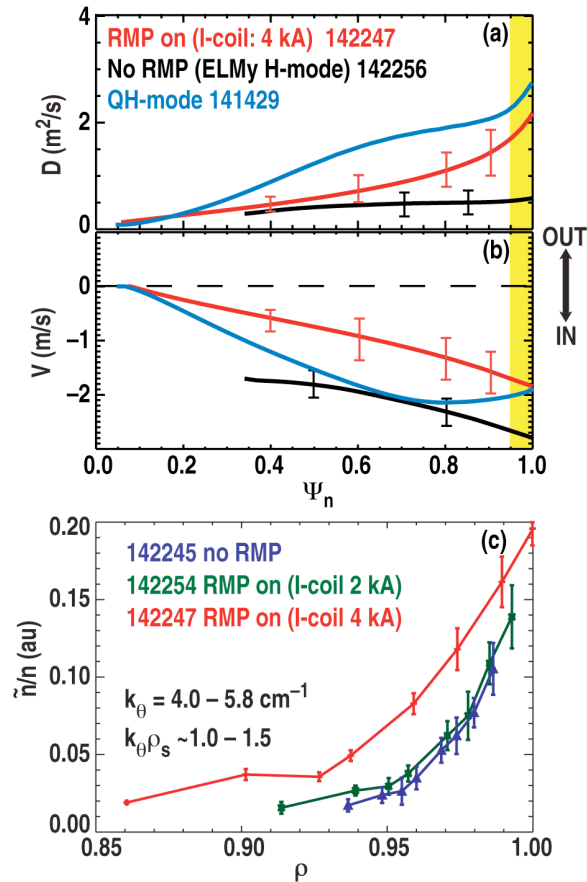 4
RMP on (I-coil: 4 kA) 142247
(a)
No RMP (ELMy H-mode) 142256
QH-mode 141429
D (m²/s)
2
0
(b)
OUT
IN
V (m/s)
0
−1
−2
0.0 0.2 0.4 0.6 0.8 1.0
Ψn
0.20
(c)
142245 no RMP
142254 RMP on (I-coil 2 kA)
142247 RMP on (I-coil 4 kA)
0.15
ñ/n (au)
0.10
kθ = 4.0 – 5.8 cm⁻¹
kθρs ~1.0 – 1.5
0.05
0.00
0.85 0.90 0.95 1.00
ρ